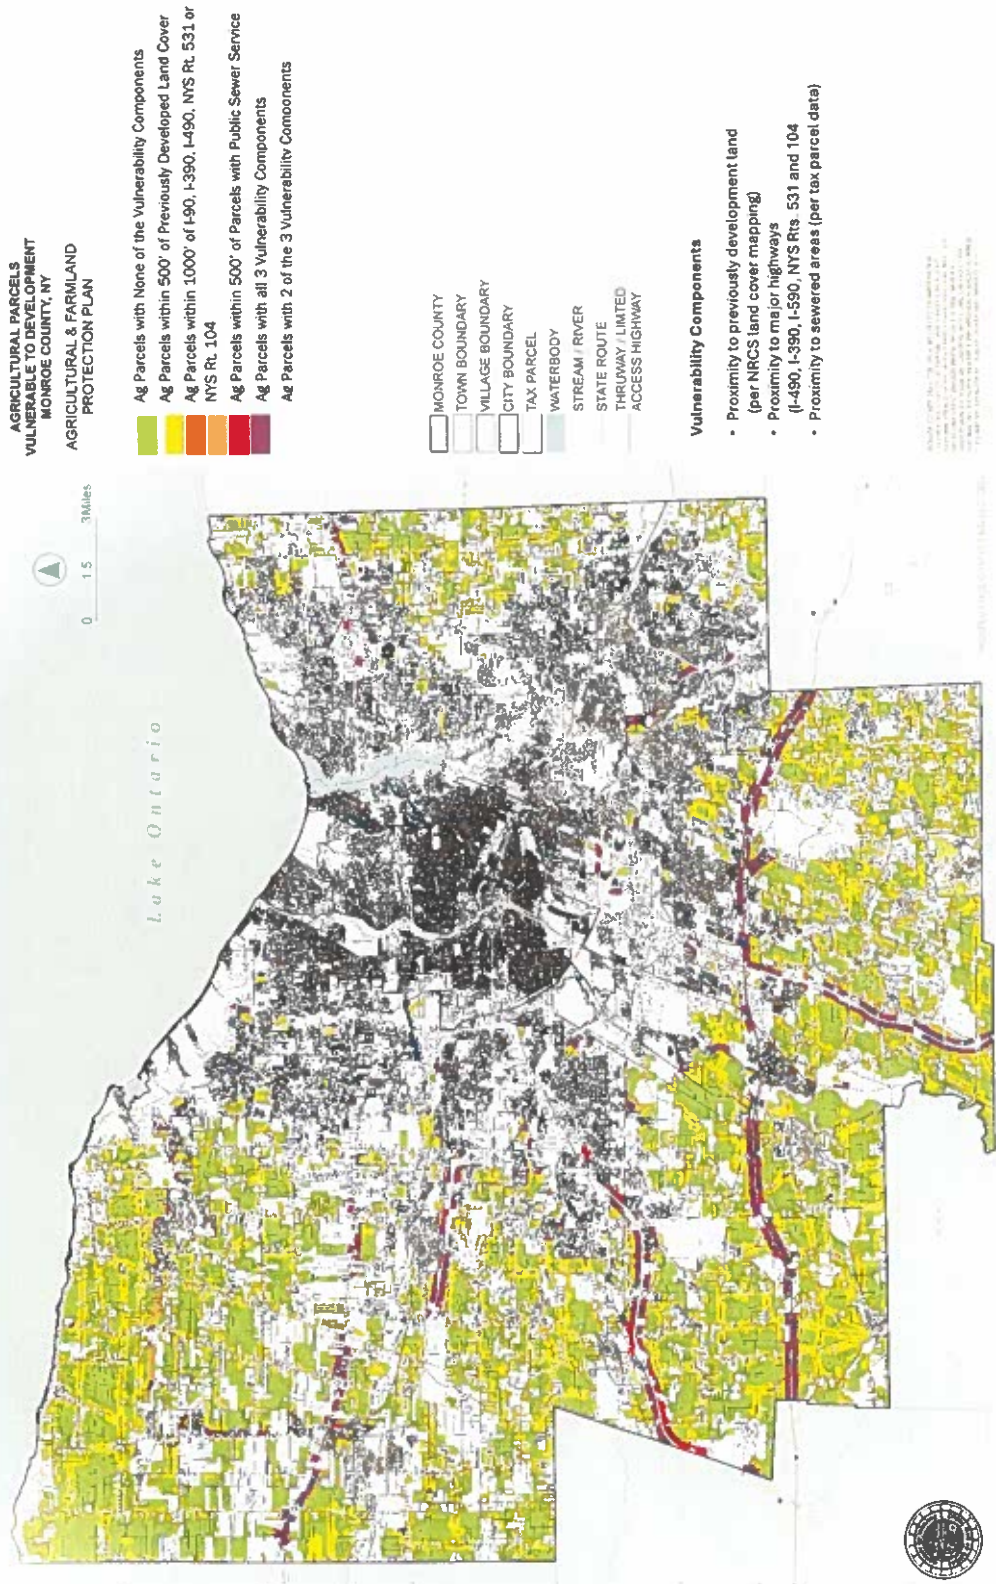 AGRICULTURAL PARCELS
VULNERABLE TO DEVELOPMENT
MONROE COUNTY, NY
AGRICULTURAL & FARMLAND
PROTECTION PLAN
Ag Parcels with None of the Vulnerability Components
Ag Parcels within 500' of Previously Developed Land Cover
Ag Parcels within 1000' of I-90, I-390, I-490, NYS Rt. 531 or
NYS Rt. 104
Ag Parcels within 500' of Parcels with Public Sewer Service
Ag Parcels with all 3 Vulnerability Components
Ag Parcels with 2 of the 3 Vulnerability Components
MONROE COUNTY
TOWN BOUNDARY
VILLAGE BOUNDARY
CITY BOUNDARY
TAX PARCEL
WATERBODY
STREAM / RIVER
STATE ROUTE
THRUWAY / LIMTED
ACCESS HIGHWAY
Vulnerability Components
• Proximity to previously development land
(per NRCS land cover mapping)
• Proximity to major highways
(I-490, I-390, I-590, NYS Rts. 531 and 104
• Proximity to sewered areas (per tax parcel data)
0 1.5 3Miles
Lake Ontario